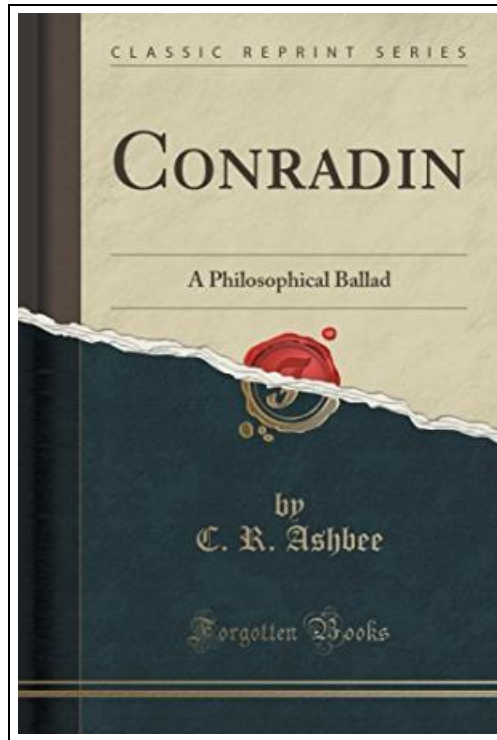 CLASSIC REPRINT SERIES
CONRADIN
A Philosophical Ballad
by
C. R. Ashbee
Forgotten Books